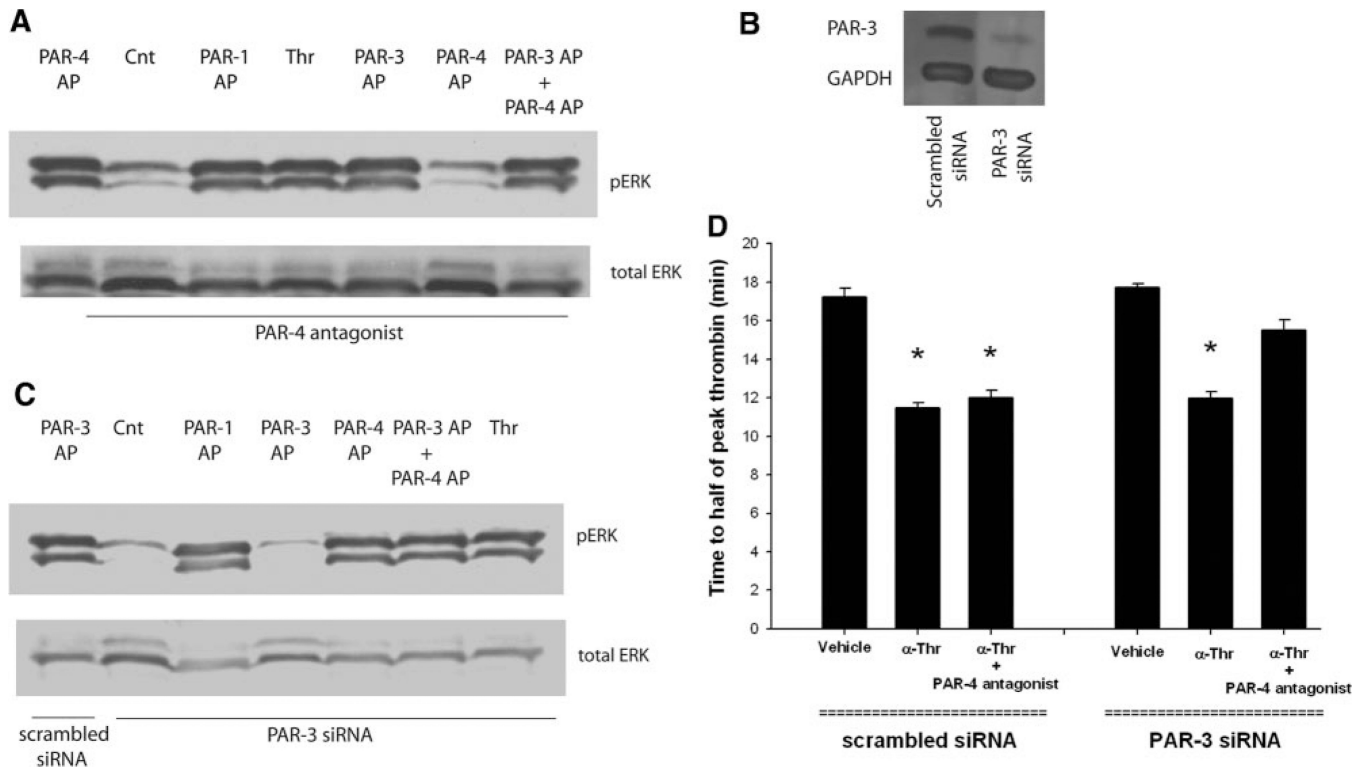 A
PAR-4 AP
Cnt
PAR-1 AP
Thr
PAR-3 AP
PAR-4 AP
PAR-3 AP + PAR-4 AP
pERK
total ERK
PAR-4 antagonist
B
PAR-3
GAPDH
Scrambled siRNA
PAR-3 siRNA
C
PAR-3 AP
Cnt
PAR-1 AP
PAR-3 AP
PAR-4 AP
PAR-3 AP + PAR-4 AP
Thr
pERK
total ERK
scrambled siRNA
PAR-3 siRNA
D
Time to half of peak thrombin (min)
20
18
16
14
12
10
8
6
4
2
0
*
*
*
Vehicle
α-Thr
α-Thr + PAR-4 antagonist
Vehicle
α-Thr
α-Thr + PAR-4 antagonist
scrambled siRNA
PAR-3 siRNA